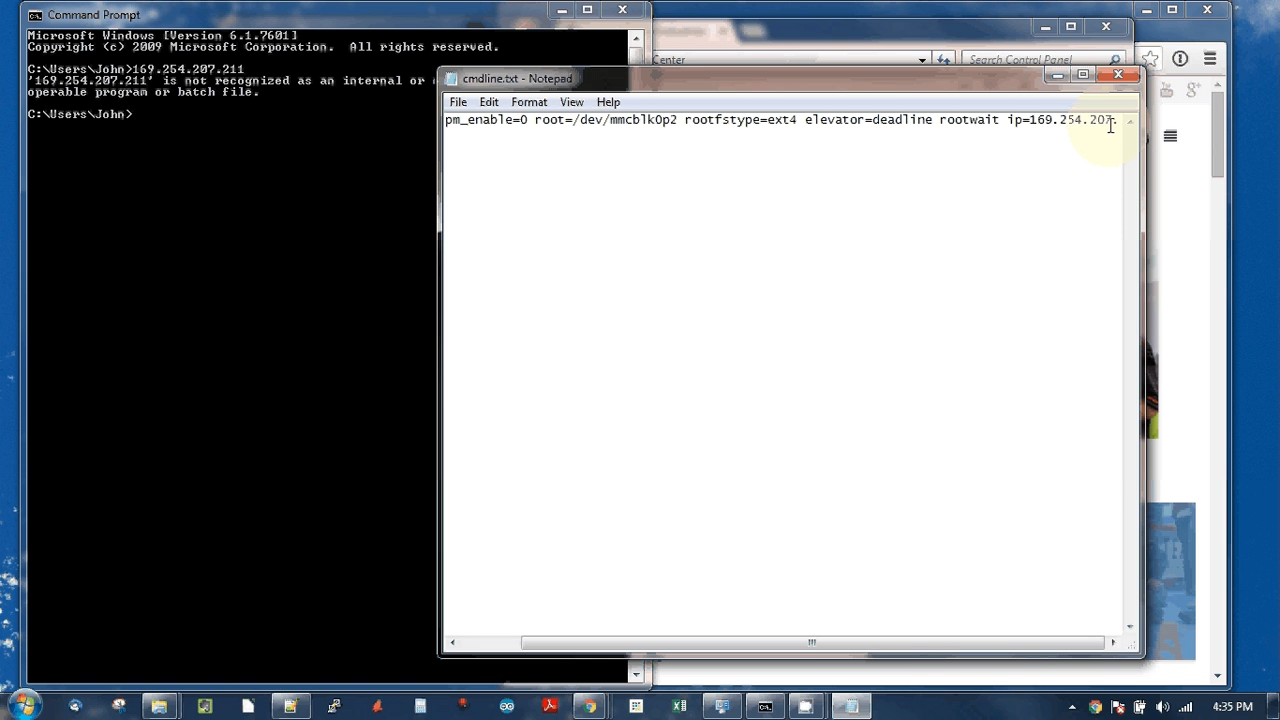 Command Prompt
Microsoft Windows [Version 6.1.7601]
Copyright (c) 2009 Microsoft Corporation. All rights reserved.
C:\Users\John>169.254.207.211
'169.254.207.211' is not recognized as an internal or
operable program or batch file.
C:\Users\John>
Center
Search Control Panel
cmdline.txt - Notepad
File Edit Format View Help
pm_enable=0 root=/dev/mmcblk0p2 rootfstype=ext4 elevator=deadline rootwait ip=169.254.207.
You
g+
R
A
4:35 PM